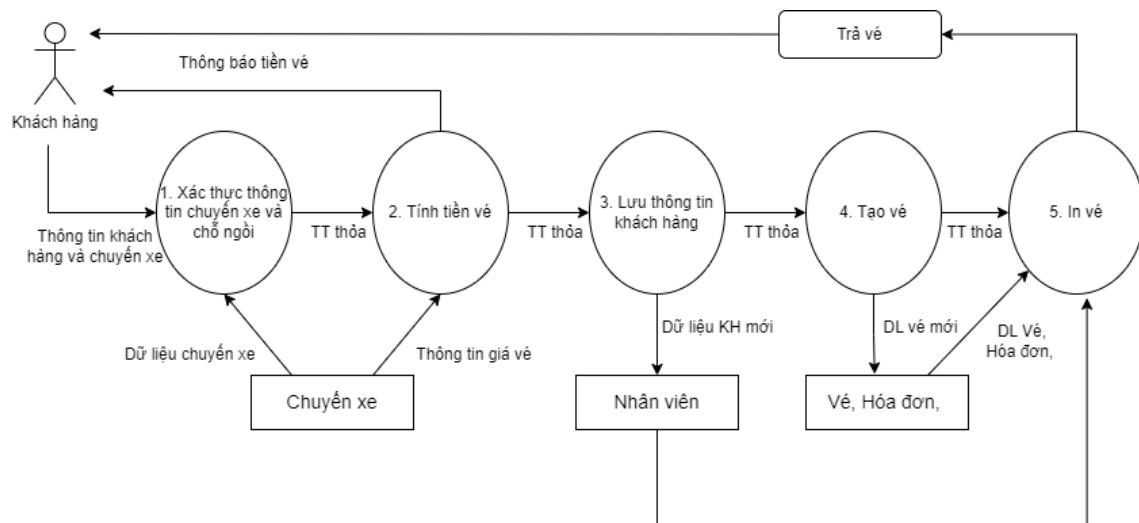 Trả vé
Thông báo tiền vé
Khách hàng
1. Xác thực thông
tin chuyến xe và
chỗ ngồi
2. Tính tiền vé
3. Lưu thông tin
khách hàng
4. Tạo vé
5. In vé
Thông tin khách
hàng và chuyến xe
TT thỏa
TT thỏa
TT thỏa
TT thỏa
Dữ liệu chuyến xe
Thông tin giá vé
Dữ liệu KH mới
DL vé mới
DL Vé,
Hóa đơn,
Chuyến xe
Nhân viên
Vé, Hóa đơn,